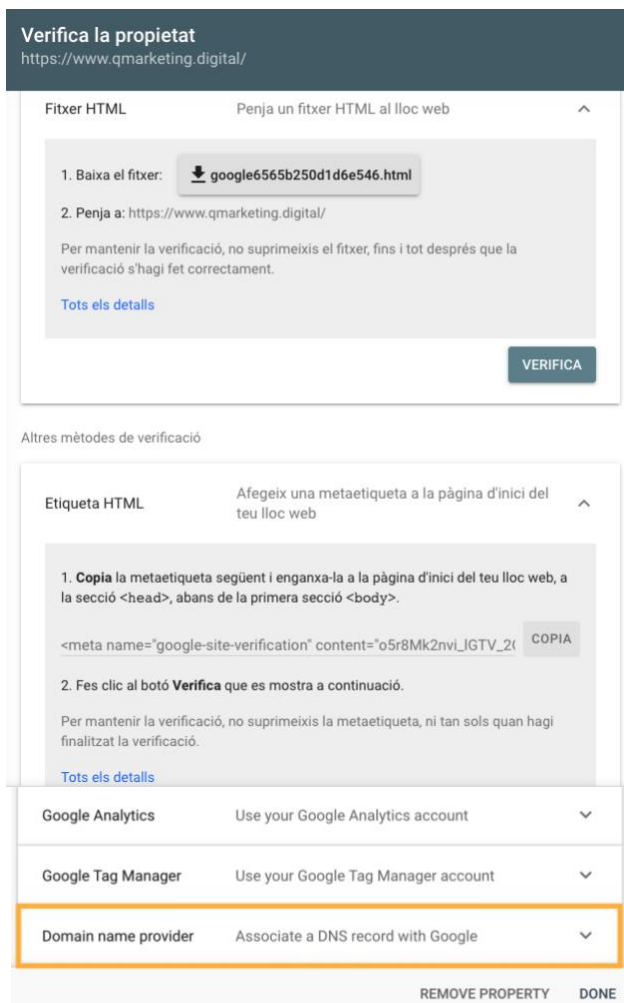 Verifica la propietat
https://www.qmarketing.digital/
Fitxer HTML Penja un fitxer HTML al lloc web
1. Baixa el fitxer: google6565b250d1d6e546.html
2. Penja a: https://www.qmarketing.digital/
Per mantenir la verificació, no suprimeixis el fitxer, fins i tot després que la
verificació s'hagi fet correctament.
Tots els detalls
VERIFICA
Altres mètodes de verificació
Etiqueta HTML Afegeix una metaetiqueta a la pàgina d'inici del
teu lloc web
1. Copia la metaetiqueta següent i enganxa-la a la pàgina d'inici del teu lloc web, a
la secció <head>, abans de la primera secció <body>.
<meta name="google-site-verification" content="o5r8Mk2nvi_lGTV_2( COPIA
2. Fes clic al botó Verifica que es mostra a continuació.
Per mantenir la verificació, no suprimeixis la metaetiqueta, ni tan sols quan hagi
finalitzat la verificació.
Tots els detalls
Google Analytics Use your Google Analytics account
Google Tag Manager Use your Google Tag Manager account
Domain name provider Associate a DNS record with Google
REMOVE PROPERTY DONE